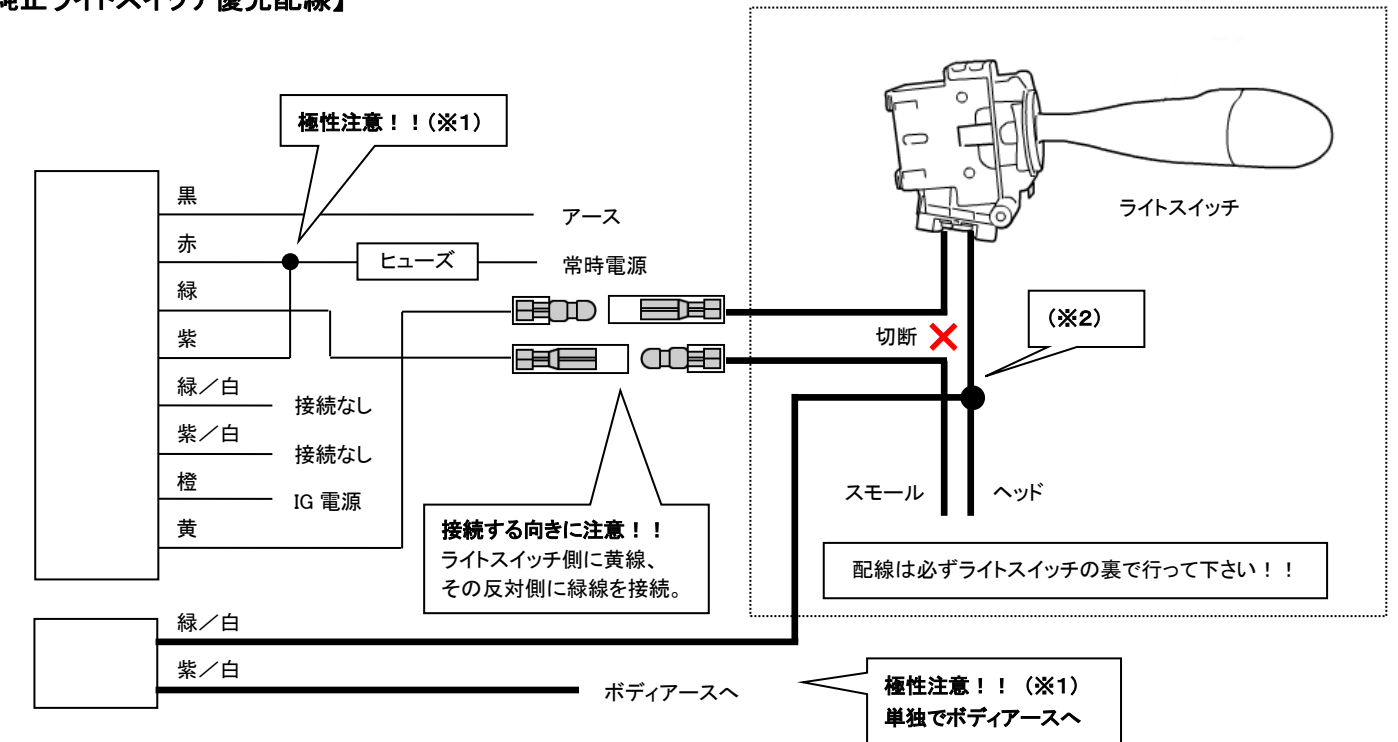 純正ライトスイッチ優先配線】
極性注意！！（※1）
黒
アース
赤
ヒューズ
常時電源
緑
紫
緑／白
接続なし
紫／白
接続なし
橙
IG 電源
黄
ライトスイッチ
（※2）
切断
スモール
ヘッド
接続する向きに注意！！
ライトスイッチ側に黄線、
その反対側に緑線を接続。
配線は必ずライトスイッチの裏で行って下さい！！
緑／白
紫／白
ボディアースへ
極性注意！！（※1）
単独でボディアースへ